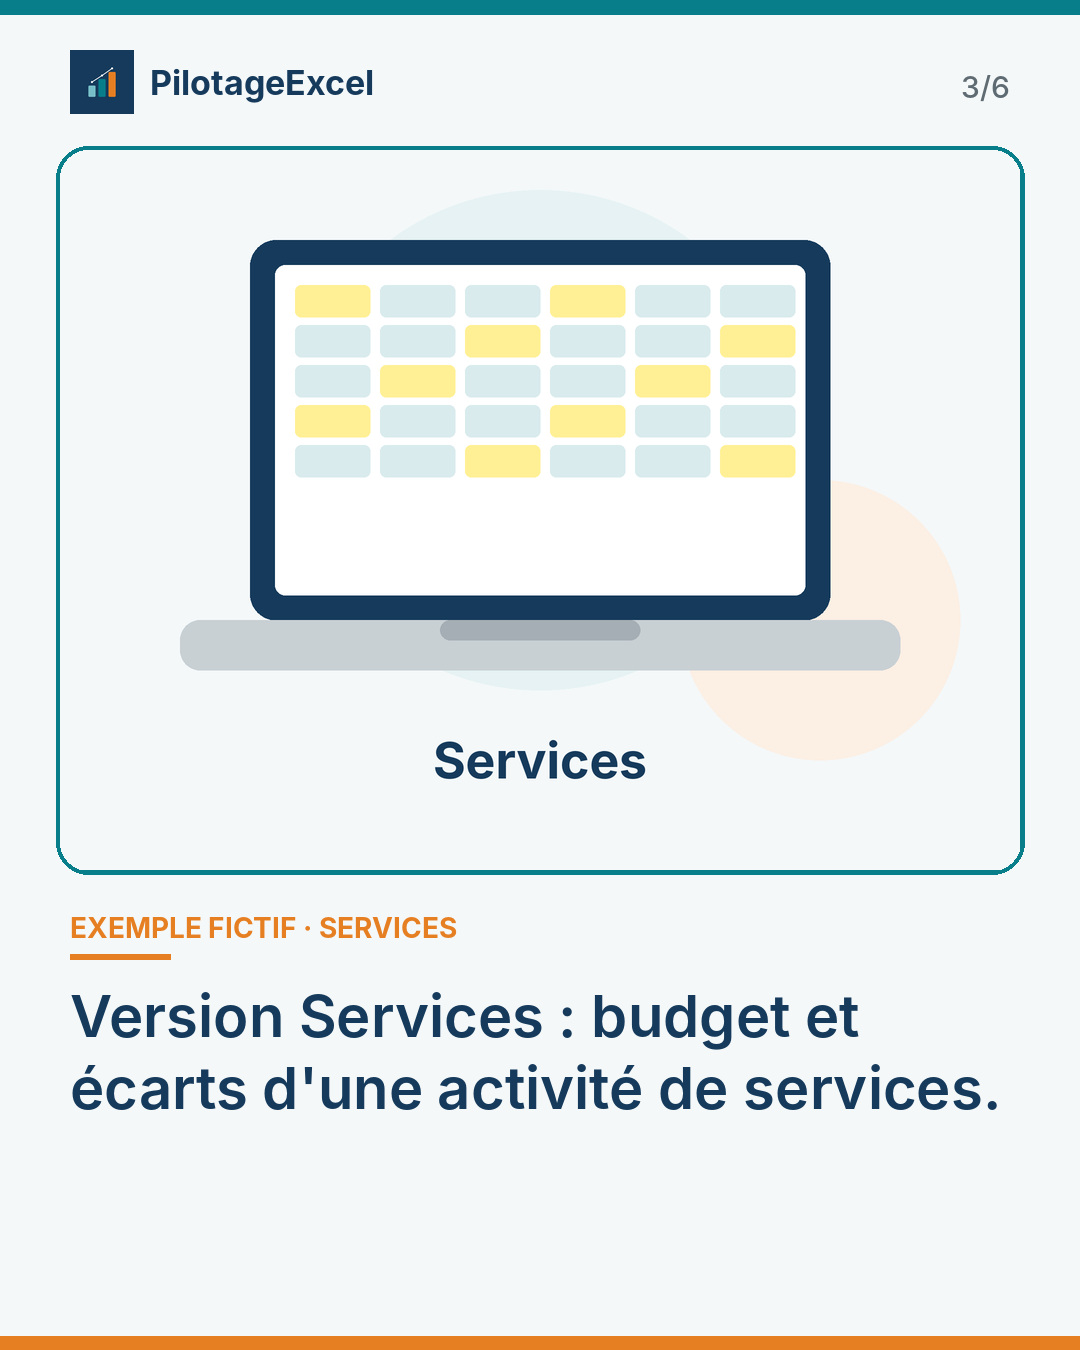 PilotageExcel
3/6
Services
EXEMPLE FICTIF · SERVICES
Version Services : budget et
écarts d'une activité de services.